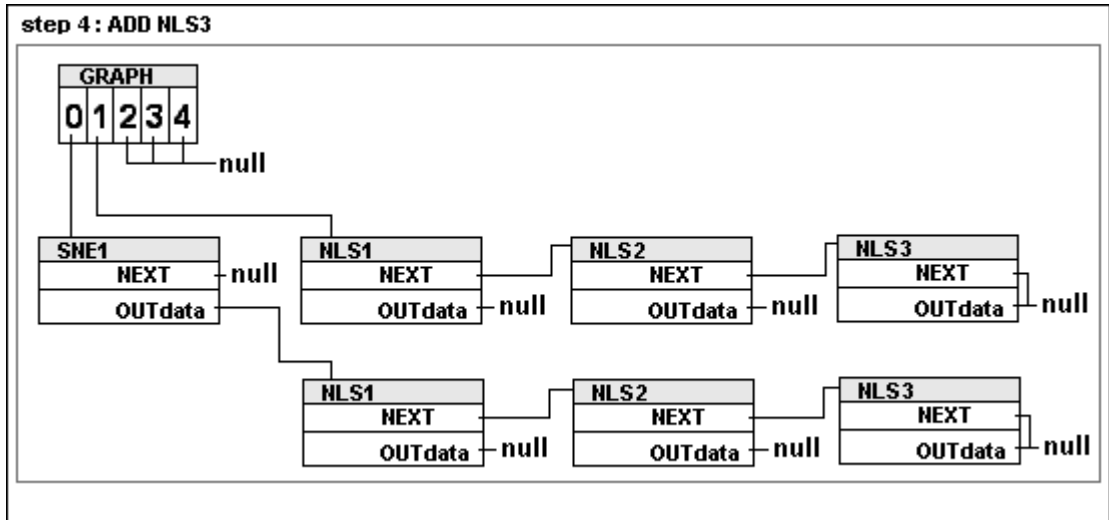 step 4 : ADD NLS3
GRAPH
0 1 2 3 4
null
SNE1
NEXT null
OUTdata
NLS1
NEXT
OUTdata null
NLS2
NEXT
OUTdata null
NLS3
NEXT
OUTdata null
NLS1
NEXT
OUTdata null
NLS2
NEXT
OUTdata null
NLS3
NEXT
OUTdata null